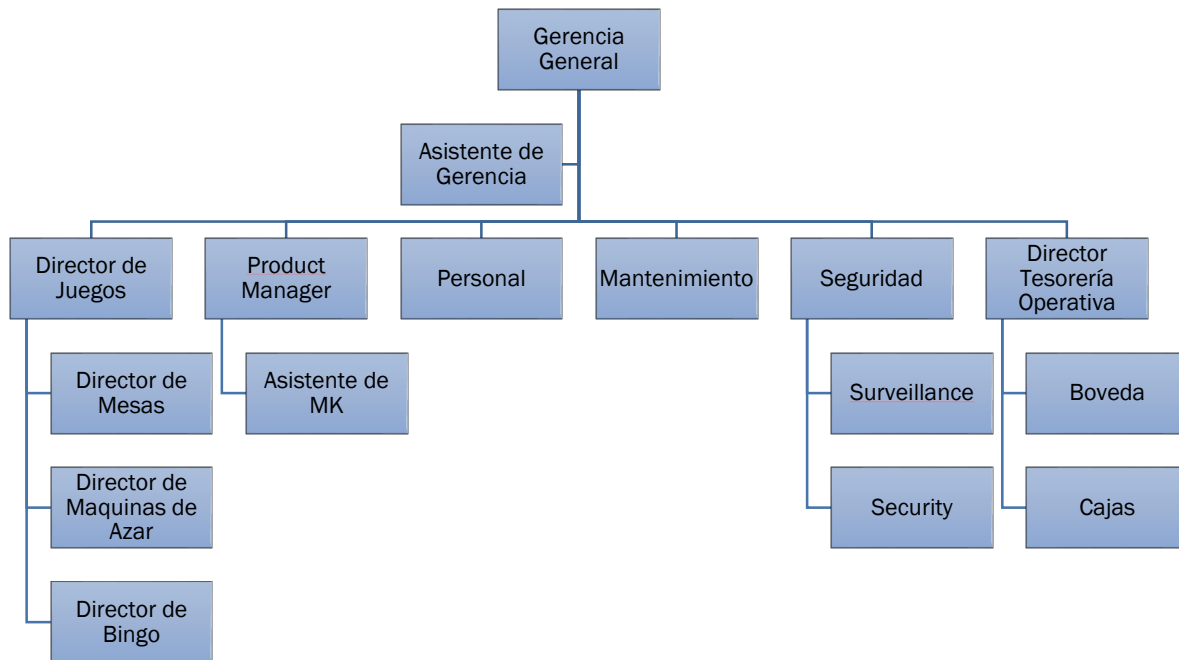 Gerencia
General
Asistente de
Gerencia
Director de
Juegos
Product
Manager
Personal
Mantenimiento
Seguridad
Director
Tesorería
Operativa
Director de
Mesas
Asistente de
MK
Surveillance
Boveda
Director de
Maquinas de
Azar
Security
Cajas
Director de
Bingo